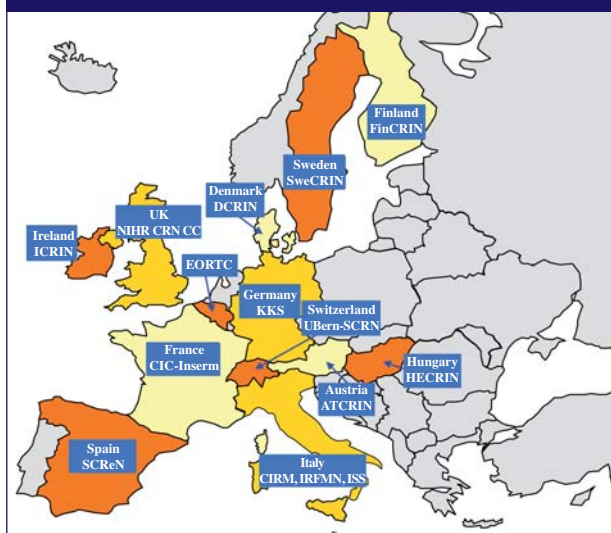 Finland
FinCRIN
Sweden
SweCRIN
Denmark
DCRIN
UK
NIHR CRN CC
Ireland
ICRIN
EORTC
Germany
KKS
Switzerland
UBern-SCRN
France
CIC-Inserm
Hungary
HECRIN
Austria
ATCRIN
Spain
SCReN
Italy
CIRM, IRFMN, ISS